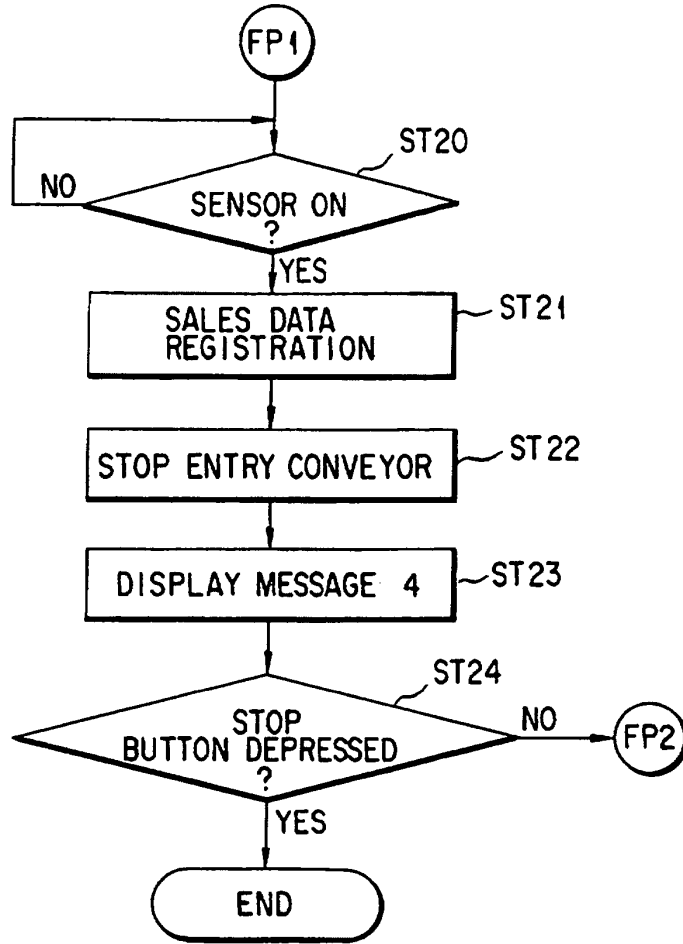 FP1
ST20
NO
SENSOR ON
?
YES
SALES DATA
REGISTRATION
ST21
STOP ENTRY CONVEYOR
ST22
DISPLAY MESSAGE 4
ST23
ST24
STOP
BUTTON DEPRESSED
?
NO
FP2
YES
END